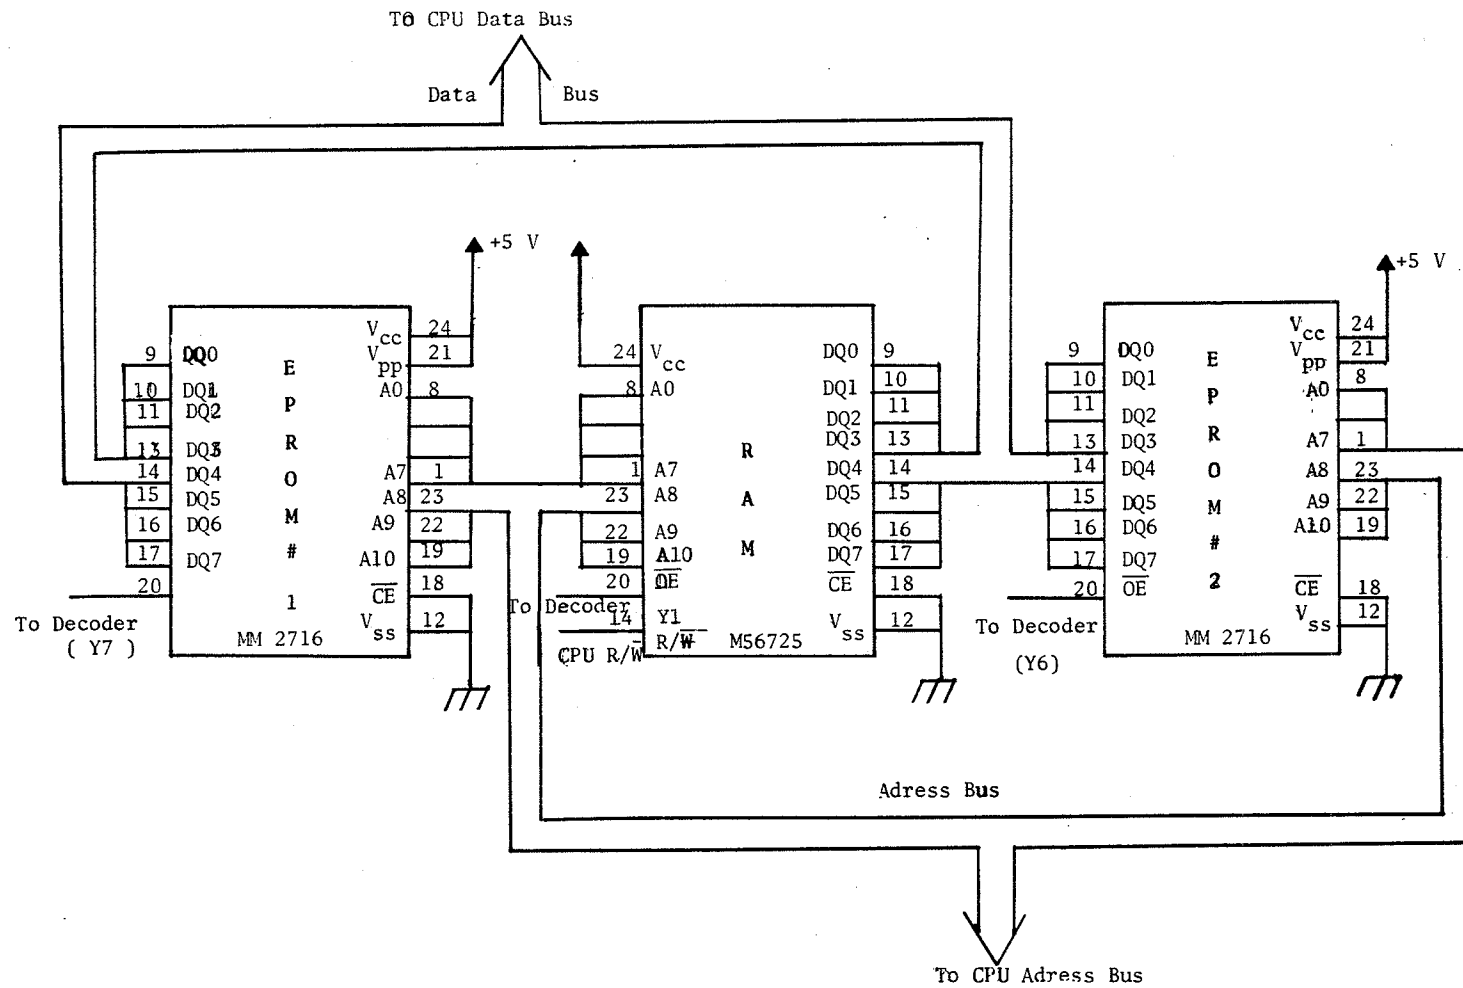 To CPU Data Bus
Data Bus
+5 V
+5 V
9 DQ0
10 DQ1
11 DQ2
13 DQ3
14 DQ4
15 DQ5
16 DQ6
17 DQ7
20
To Decoder
( Y7 )
EPROM#1
Vcc 24
Vpp 21
A0 8
A7 1
A8 23
A9 22
A10 19
CE 18
Vss 12
MM 2716
24 Vcc
8 A0
1 A7
23 A8
22 A9
19 A10
20 OE
To Decoder Y1
14 R/W
CPU R/W
RAM
DQ0 9
DQ1 10
DQ2 11
DQ3 13
DQ4 14
DQ5 15
DQ6 16
DQ7 17
CE 18
Vss 12
M56725
9 DQ0
10 DQ1
11 DQ2
13 DQ3
14 DQ4
15 DQ5
16 DQ6
17 DQ7
20 OE
To Decoder
(Y6)
EPROM#2
Vcc 24
Vpp 21
A0 8
A7 1
A8 23
A9 22
A10 19
CE 18
Vss 12
MM 2716
Adress Bus
To CPU Adress Bus